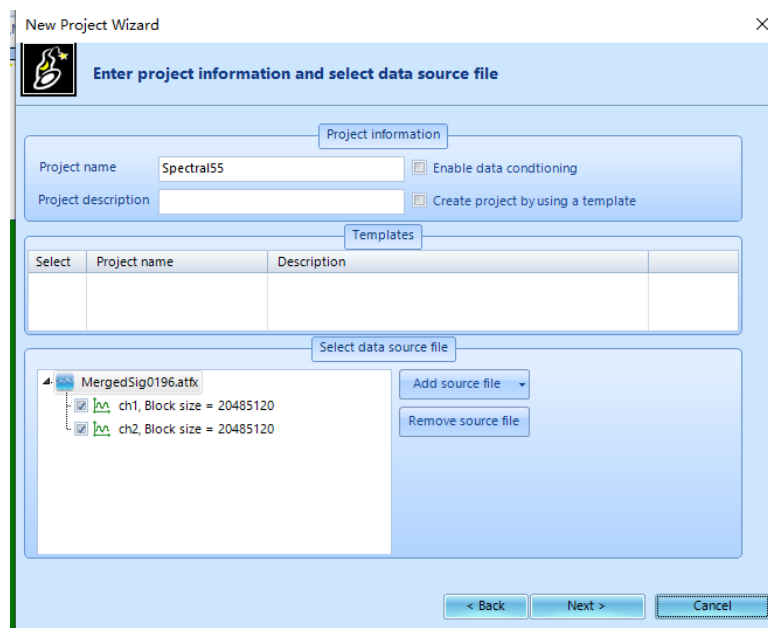 New Project Wizard
Enter project information and select data source file
Project information
Project name Spectral55 Enable data condtioning
Project description Create project by using a template
Templates
Select Project name Description
Select data source file
MergedSig0196.atfx Add source file
ch1, Block size = 20485120
ch2, Block size = 20485120 Remove source file
< Back Next > Cancel